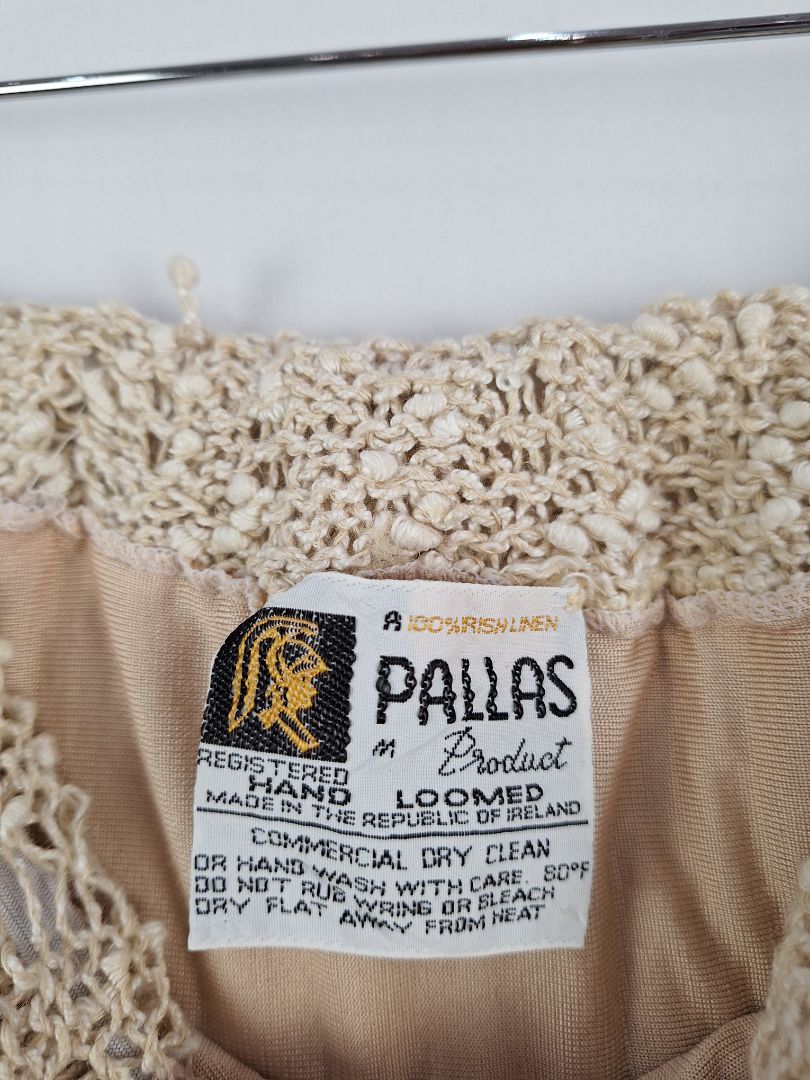 A 100% IRISH LINEN
PALLAS
M Product
REGISTERED
HAND LOOMED
MADE IN THE REPUBLIC OF IRELAND
COMMERCIAL DRY CLEAN
OR HAND WASH WITH CARE. 80°F
DO NOT RUB WRING OR BLEACH
DRY FLAT AWAY FROM HEAT